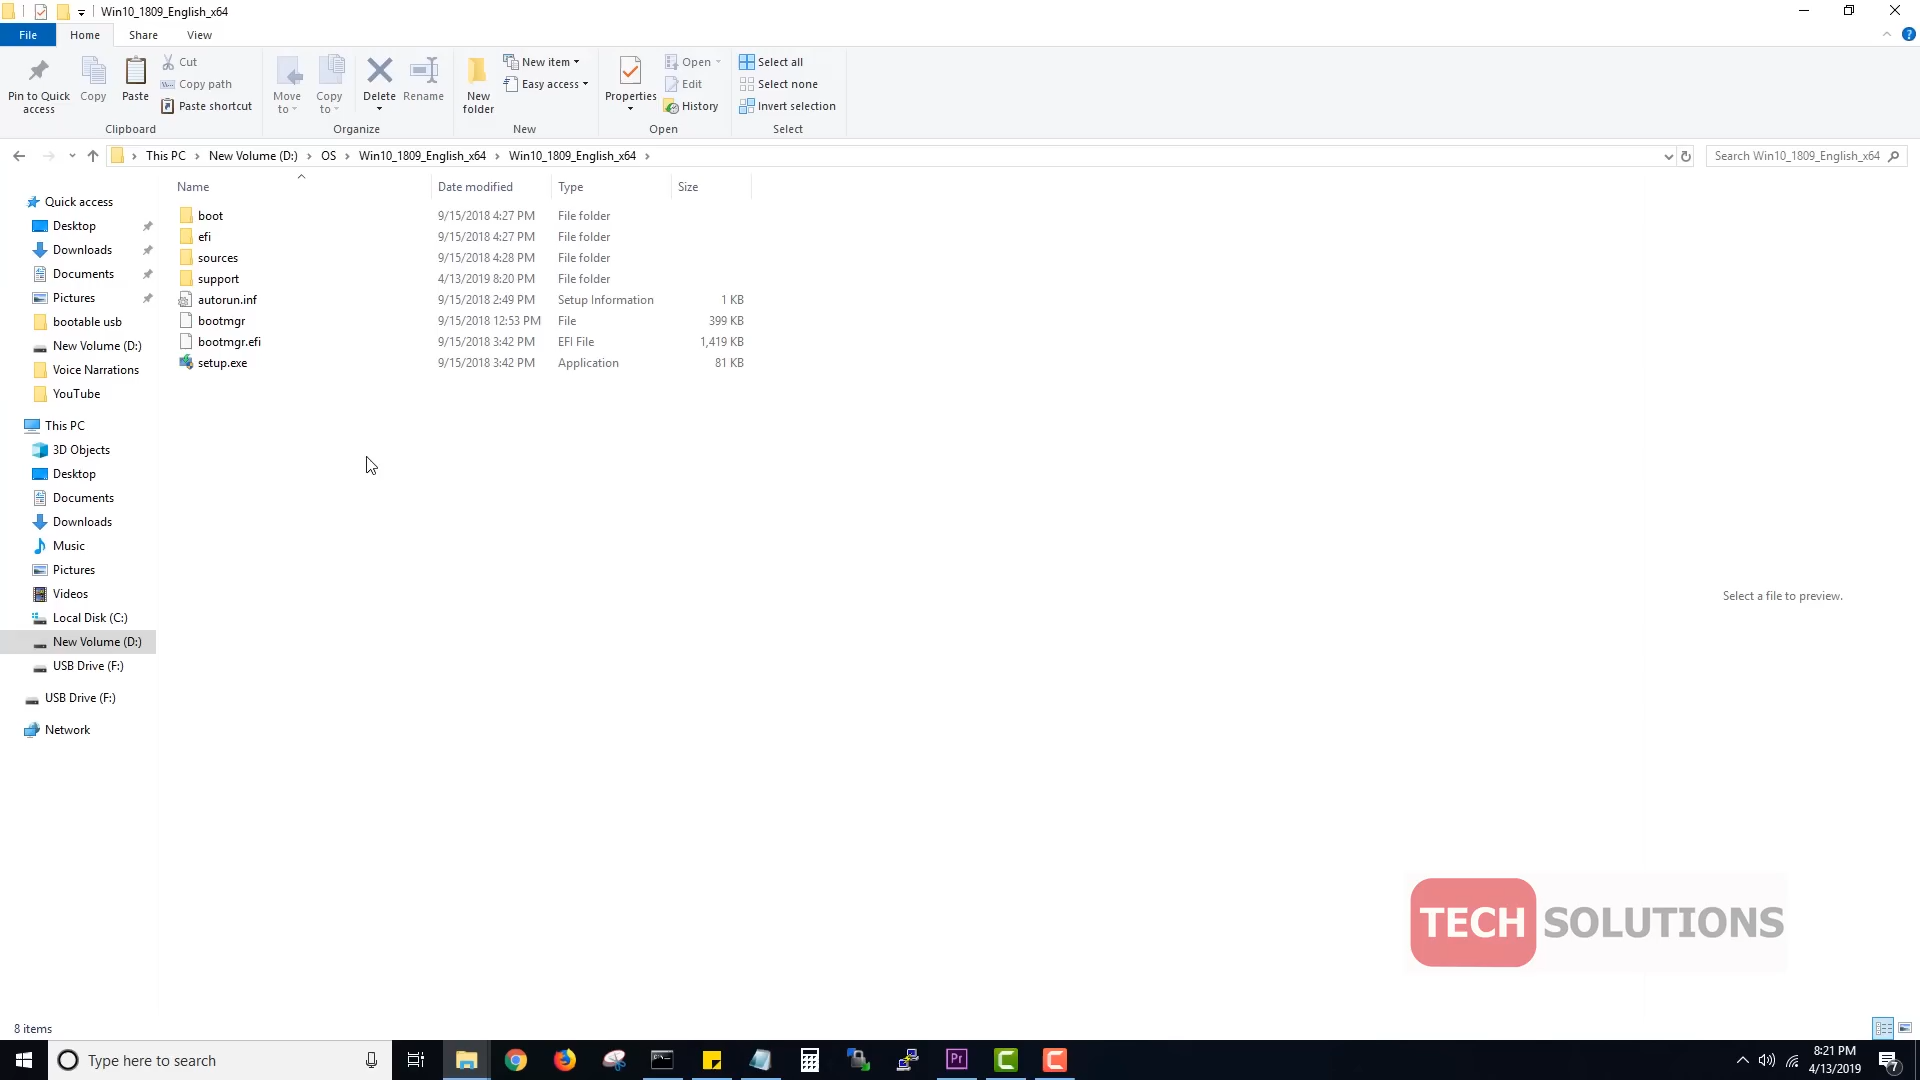 Win10_1809_English_x64
File
Home
Share
View
Pin to Quick access
Copy
Paste
Cut
Copy path
Paste shortcut
Clipboard
Move to
Copy to
Delete
Rename
Organize
New folder
New item
Easy access
New
Properties
Open
Edit
History
Open
Select all
Select none
Invert selection
Select
This PC
New Volume (D:)
OS
Win10_1809_English_x64
Win10_1809_English_x64
Search Win10_1809_English_x64
Name Date modified Type Size
boot 9/15/2018 4:27 PM File folder
efi 9/15/2018 4:27 PM File folder
sources 9/15/2018 4:28 PM File folder
support 4/13/2019 8:20 PM File folder
autorun.inf 9/15/2018 2:49 PM Setup Information 1 KB
bootmgr 9/15/2018 12:53 PM File 399 KB
bootmgr.efi 9/15/2018 3:42 PM EFI File 1,419 KB
setup.exe 9/15/2018 3:42 PM Application 81 KB
Quick access
Desktop
Downloads
Documents
Pictures
bootable usb
New Volume (D:)
Voice Narrations
YouTube
This PC
3D Objects
Desktop
Documents
Downloads
Music
Pictures
Videos
Local Disk (C:)
New Volume (D:)
USB Drive (F:)
USB Drive (F:)
Network
Select a file to preview.
TECH SOLUTIONS
8 items
Type here to search
Pr
8:21 PM
4/13/2019
7